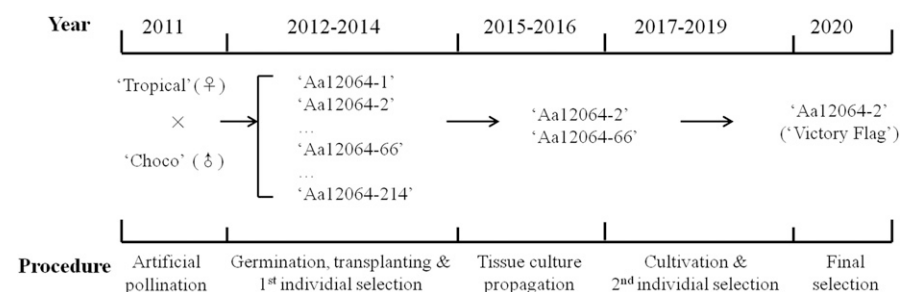 Year 2011 2012-2014 2015-2016 2017-2019 2020
‘Tropical’(♀)
×
‘Choco’ (♂)
‘Aa12064-1’
‘Aa12064-2’
…
‘Aa12064-66’
…
‘Aa12064-214’
‘Aa12064-2’
‘Aa12064-66’
‘Aa12064-2’
(‘Victory Flag’)
Procedure
Artificial
pollination
Germination, transplanting &
1st individial selection
Tissue culture
propagation
Cultivation &
2nd individial selection
Final
selection